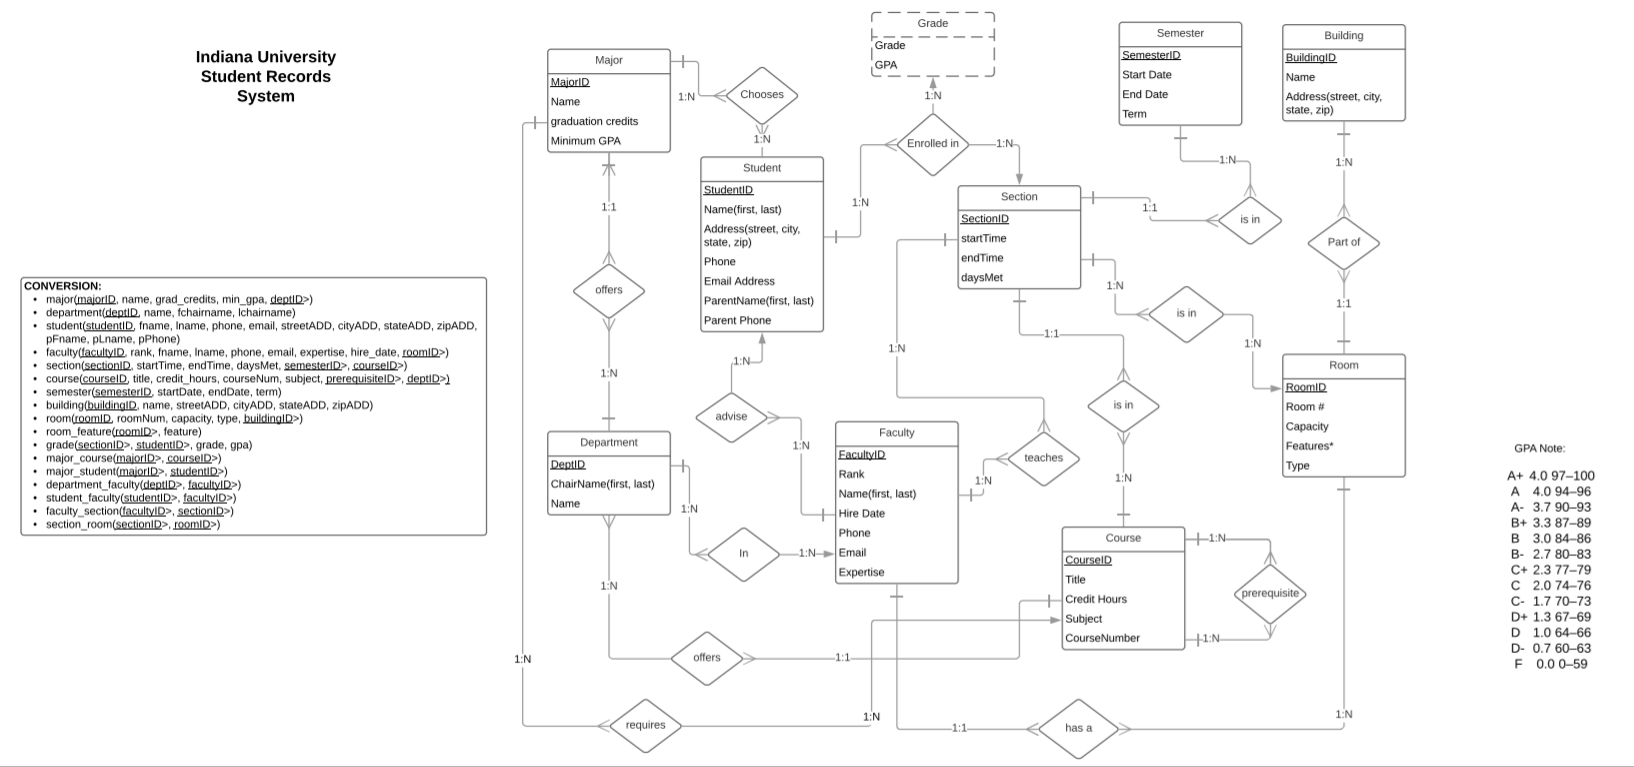 Indiana University
Student Records
System
CONVERSION:
• major(majorID, name, grad_credits, min_gpa, deptID>)
• department(deptID, name, fchairname, lchairname)
• student(studentID, fname, lname, phone, email, streetADD, cityADD, stateADD, zipADD,
pFname, pLname, pPhone)
• faculty(facultyID, rank, fname, lname, phone, email, expertise, hire_date, roomID>)
• section(sectionID, startTime, endTime, daysMet, semesterID>, courseID>)
• course(courseID, title, credit_hours, courseNum, subject, prerequisiteID>, deptID>)
• semester(semesterID, startDate, endDate, term)
• building(buildingID, name, streetADD, cityADD, stateADD, zipADD)
• room(roomID, roomNum, capacity, type, buildingID>)
• room_feature(roomID>, feature)
• grade(sectionID>, studentID>, grade, gpa)
• major_course(majorID>, courseID>)
• major_student(majorID>, studentID>)
• department_faculty(deptID>, facultyID>)
• student_faculty(studentID>, facultyID>)
• faculty_section(facultyID>, sectionID>)
• section_room(sectionID>, roomID>)
Major
MajorID
Name
graduation credits
Minimum GPA
1:N
Chooses
1:N
1:1
offers
1:N
Student
StudentID
Name(first, last)
Address(street, city,
state, zip)
Phone
Email Address
ParentName(first, last)
Parent Phone
Grade
Grade
GPA
1:N
Enrolled in
1:N
1:N
Semester
SemesterID
Start Date
End Date
Term
1:N
is in
1:1
Building
BuildingID
Name
Address(street, city,
state, zip)
1:N
Part of
1:1
Section
SectionID
startTime
endTime
daysMet
1:N
is in
1:N
1:1
is in
1:N
Room
RoomID
Room #
Capacity
Features*
Type
1:N
advise
1:N
1:N
teaches
1:N
Department
DeptID
ChairName(first, last)
Name
1:N
In
1:N
Faculty
FacultyID
Rank
Name(first, last)
Hire Date
Phone
Email
Expertise
Course
CourseID
Title
Credit Hours
Subject
CourseNumber
1:N
prerequisite
1:N
1:N
offers
1:1
1:N
requires
1:N
1:1
has a
1:N
GPA Note:
A+ 4.0 97–100
A 4.0 94–96
A- 3.7 90–93
B+ 3.3 87–89
B 3.0 84–86
B- 2.7 80–83
C+ 2.3 77–79
C 2.0 74–76
C- 1.7 70–73
D+ 1.3 67–69
D 1.0 64–66
D- 0.7 60–63
F 0.0 0–59